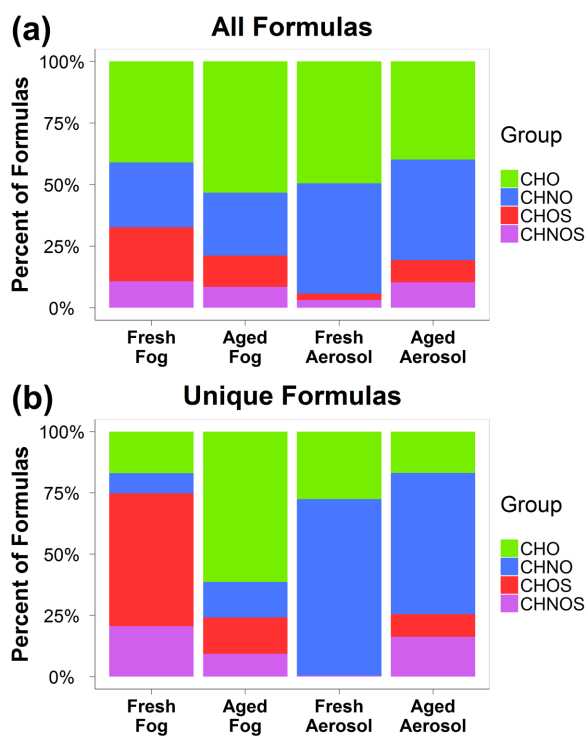 (a)
All Formulas
Percent of Formulas
100%
75%
50%
25%
0%
Fresh
Fog
Aged
Fog
Fresh
Aerosol
Aged
Aerosol
Group
CHO
CHNO
CHOS
CHNOS
(b)
Unique Formulas
Percent of Formulas
100%
75%
50%
25%
0%
Fresh
Fog
Aged
Fog
Fresh
Aerosol
Aged
Aerosol
Group
CHO
CHNO
CHOS
CHNOS